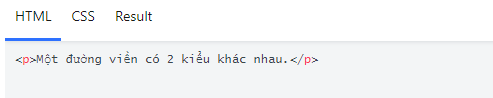 HTML CSS Result
<p>Một đường viền có 2 kiểu khác nhau.</p>